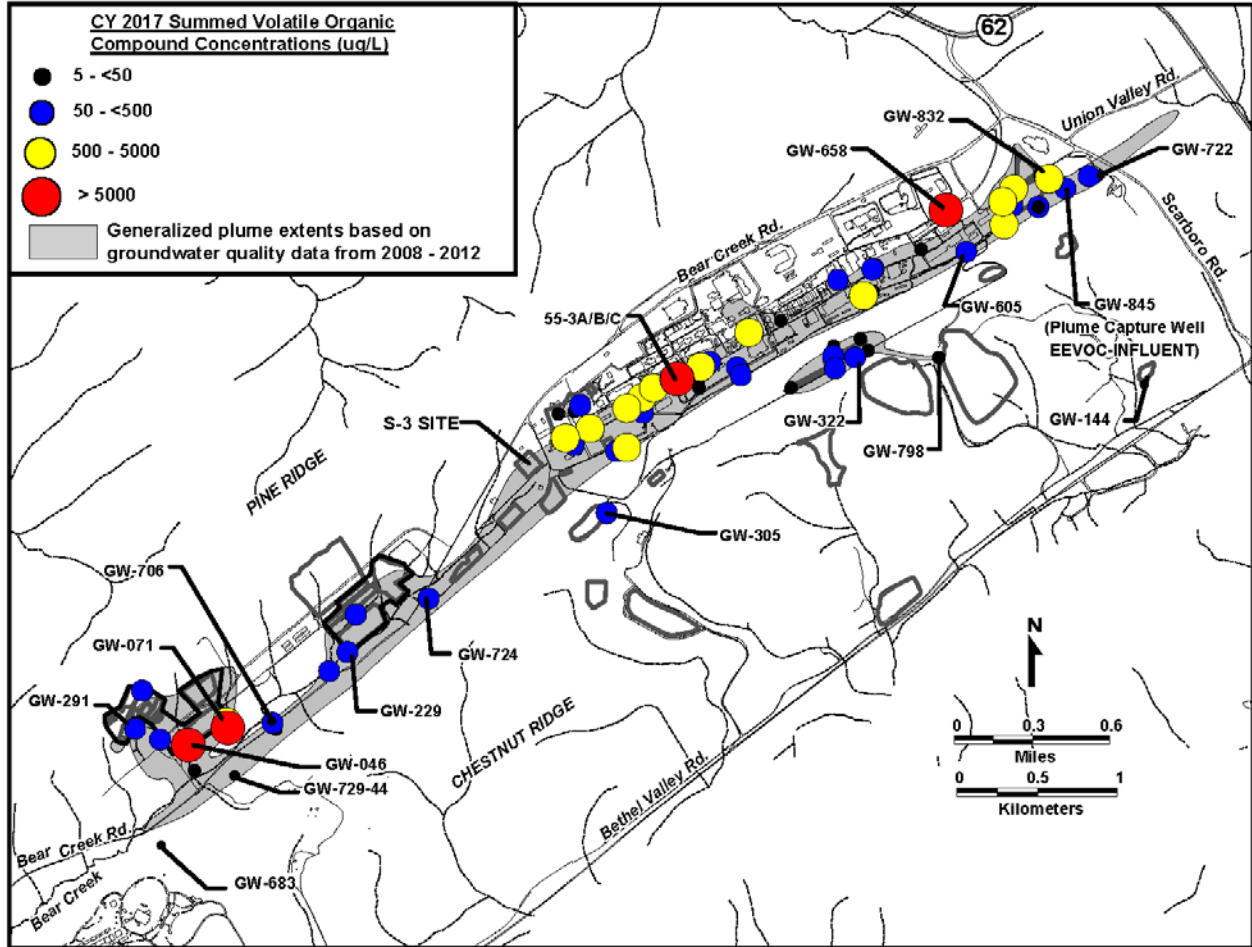 CY 2017 Summed Volatile Organic
Compound Concentrations (ug/L)
5 - <50
50 - <500
500 - 5000
> 5000
Generalized plume extents based on
groundwater quality data from 2008 - 2012
62
Union Valley Rd.
GW-832
GW-658
GW-722
Bear Creek Rd.
Scarboro Rd.
55-3A/B/C
GW-605
GW-845
(Plume Capture Well
EEVOC-INFLUENT)
S-3 SITE
GW-322
GW-144
GW-798
PINE RIDGE
GW-305
GW-706
GW-071
GW-724
GW-291
GW-229
CHESTNUT RIDGE
N
0 0.3 0.6
Miles
0 0.5 1
Kilometers
GW-046
GW-729-44
Bethel Valley Rd.
Bear Creek Rd.
Bear Creek
GW-683